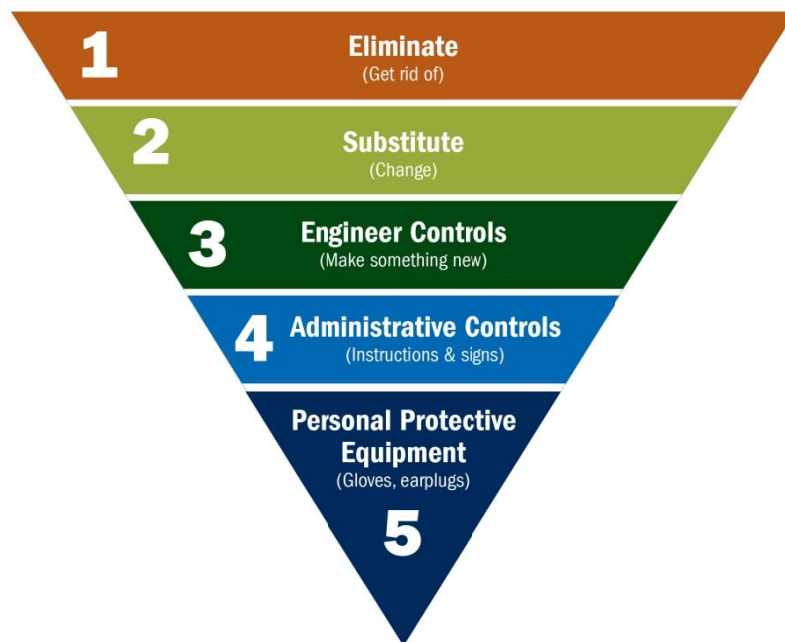 1
Eliminate
(Get rid of)
2
Substitute
(Change)
3
Engineer Controls
(Make something new)
4
Administrative Controls
(Instructions & signs)
Personal Protective
Equipment
(Gloves, earplugs)
5